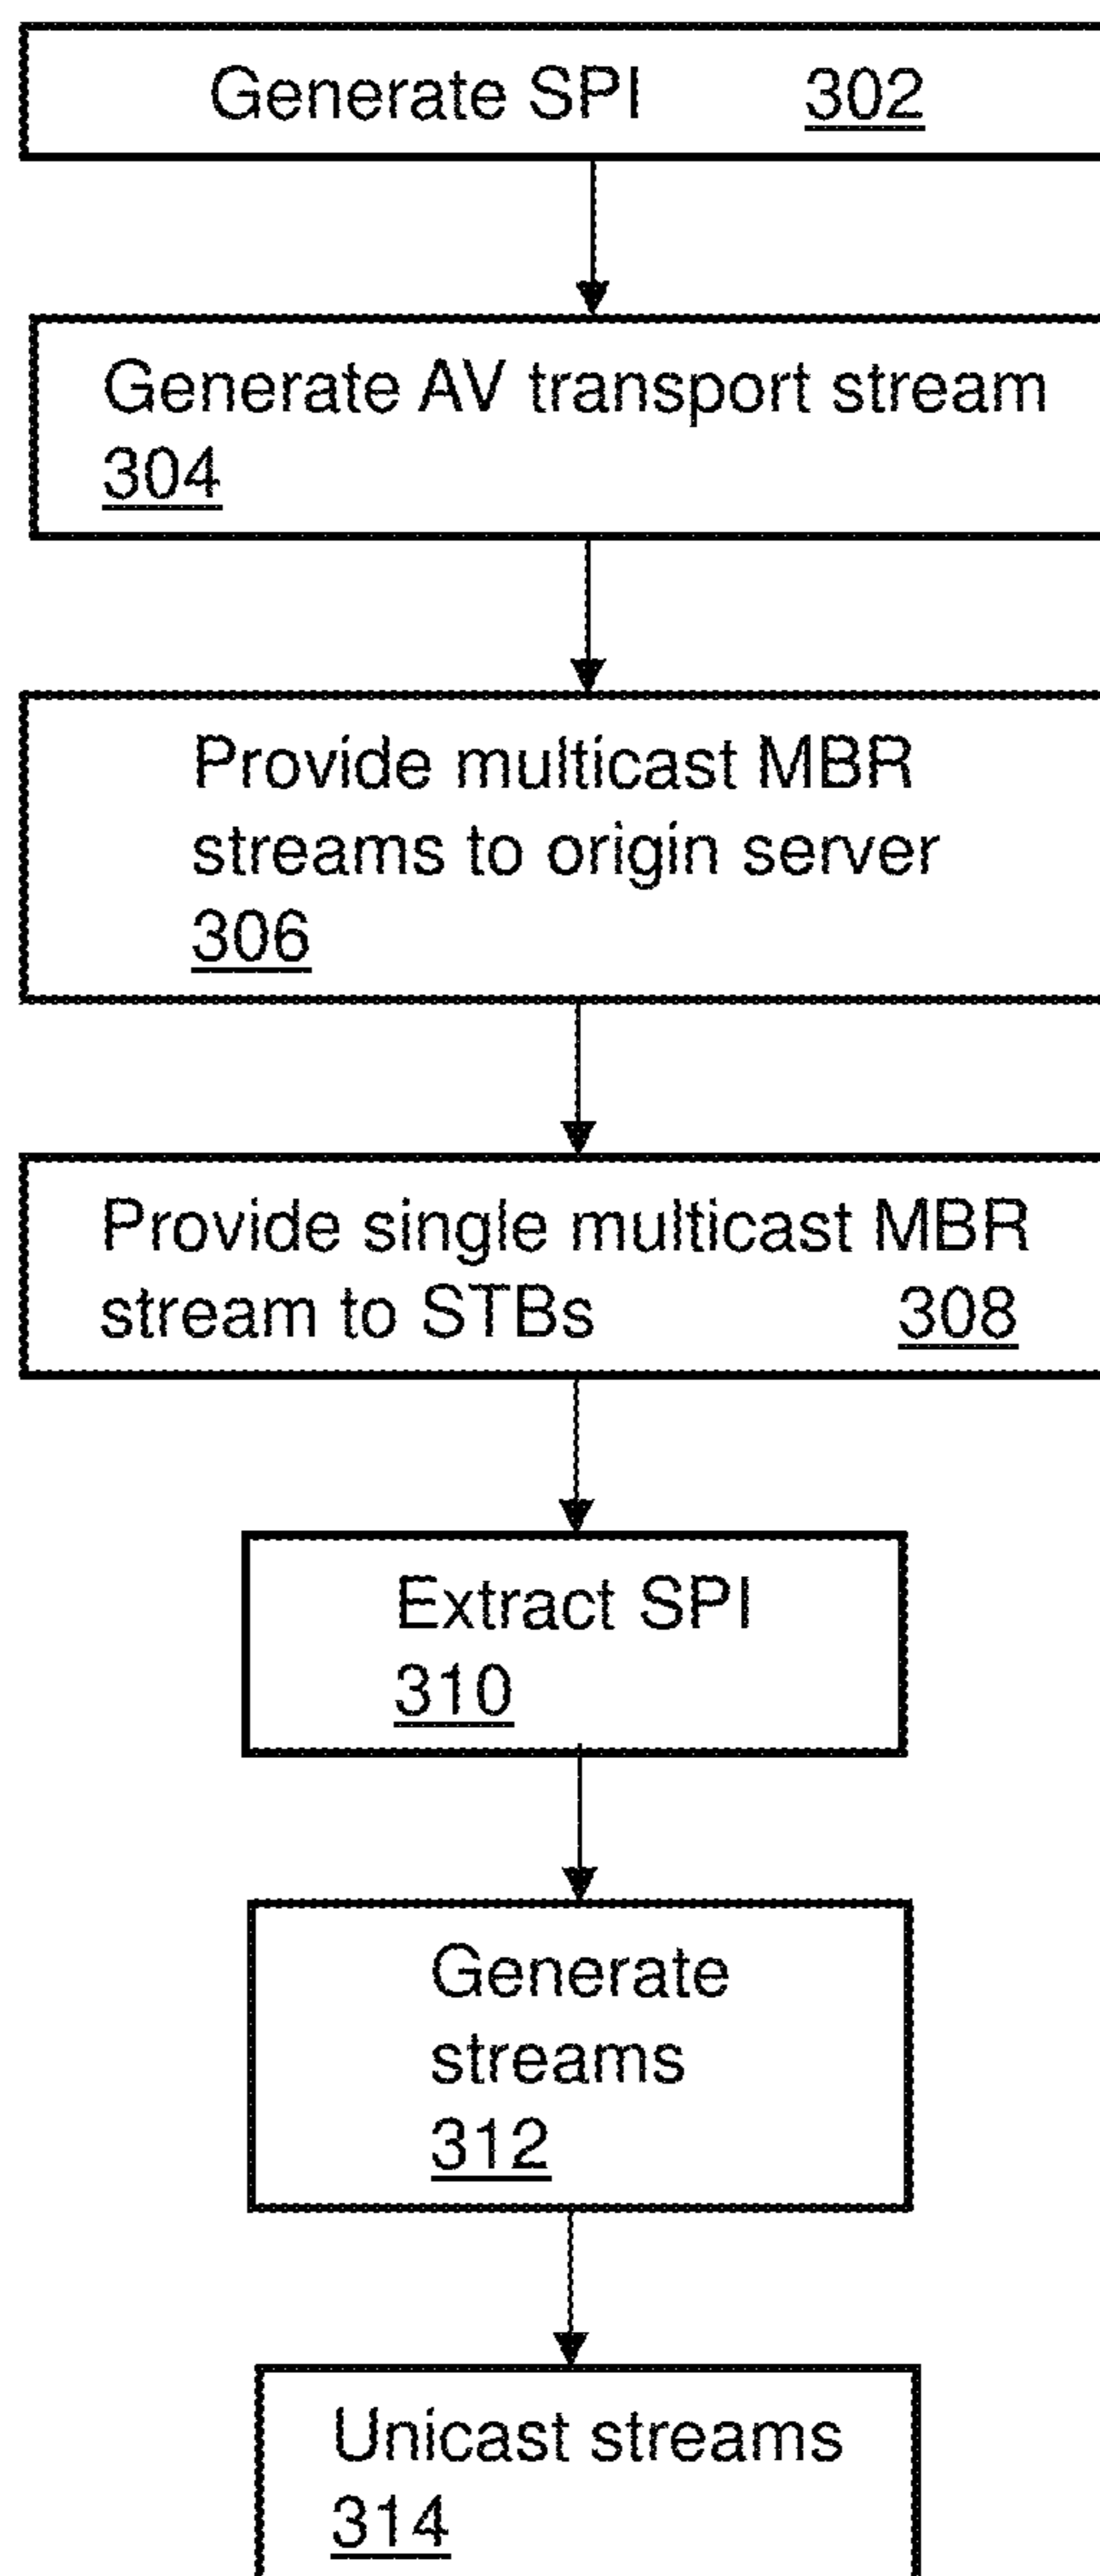 Generate SPI 302
Generate AV transport stream
304
Provide multicast MBR
streams to origin server
306
Provide single multicast MBR
stream to STBs 308
Extract SPI
310
Generate
streams
312
Unicast streams
314